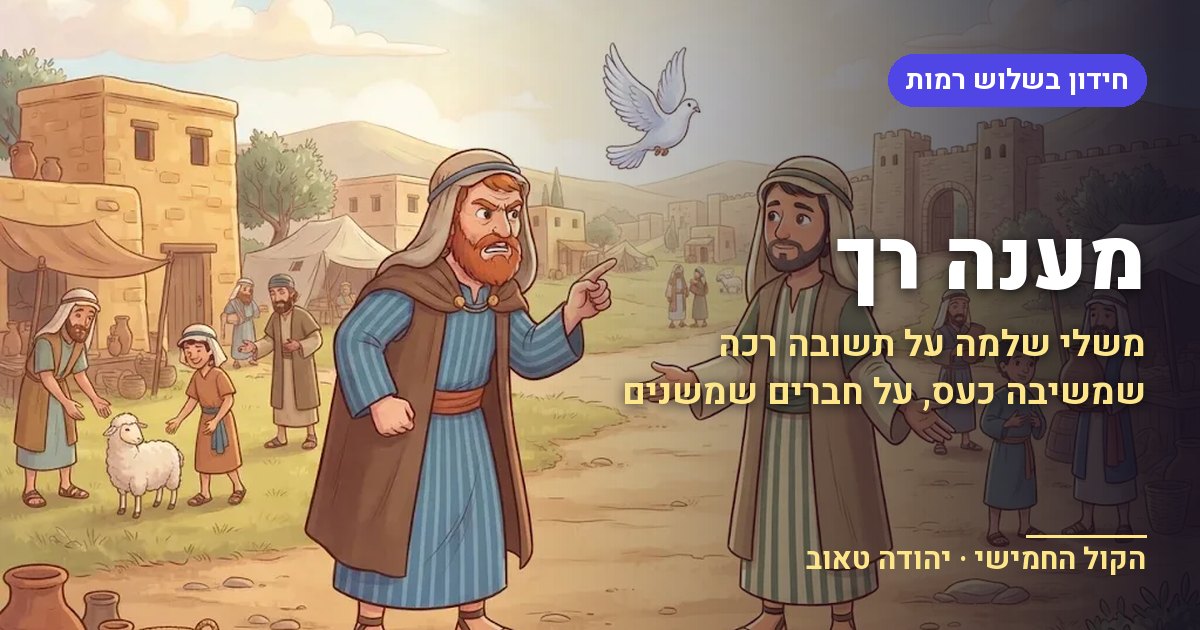 חידון בשלוש רמות
מענה רך
משלי שלמה על תשובה רכה
שמשיבה כעס, על חברים שמשנים
הקול החמישי · יהודה טאוב